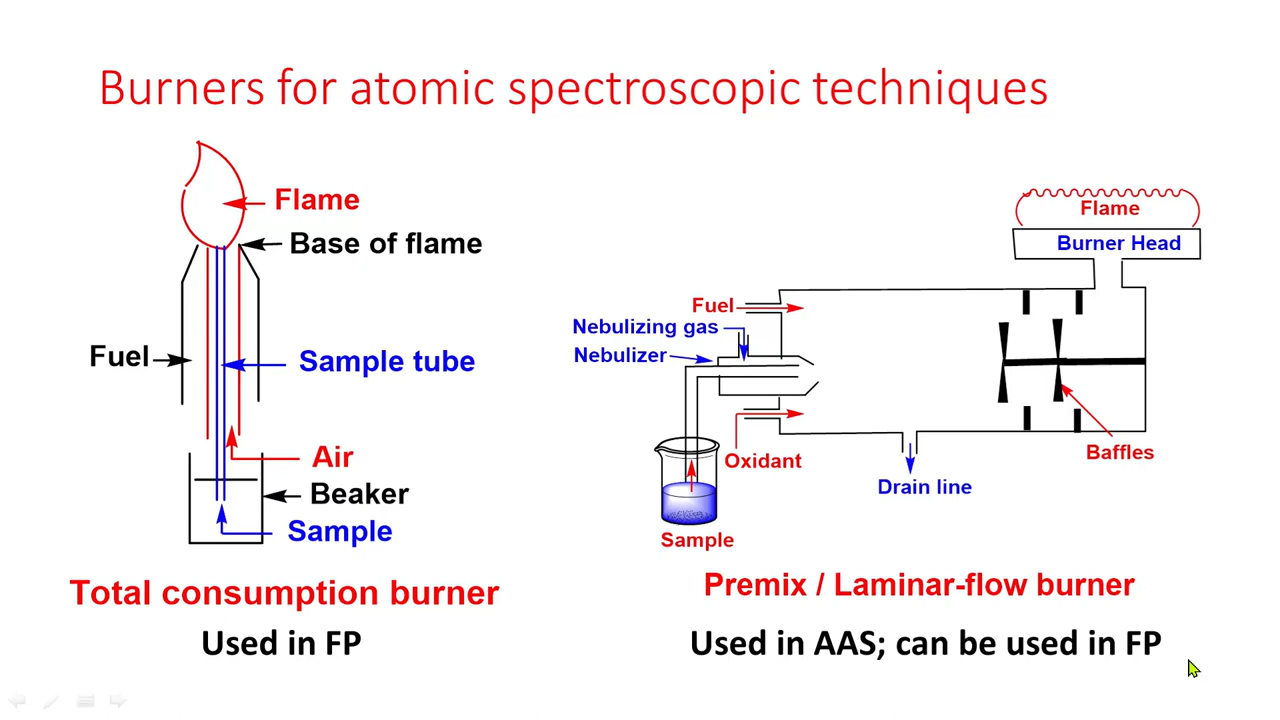 Burners for atomic spectroscopic techniques
Flame
Base of flame
Fuel
Sample tube
Air
Beaker
Sample
Total consumption burner
Used in FP
Flame
Burner Head
Fuel
Nebulizing gas
Nebulizer
Oxidant
Baffles
Drain line
Sample
Premix / Laminar-flow burner
Used in AAS; can be used in FP